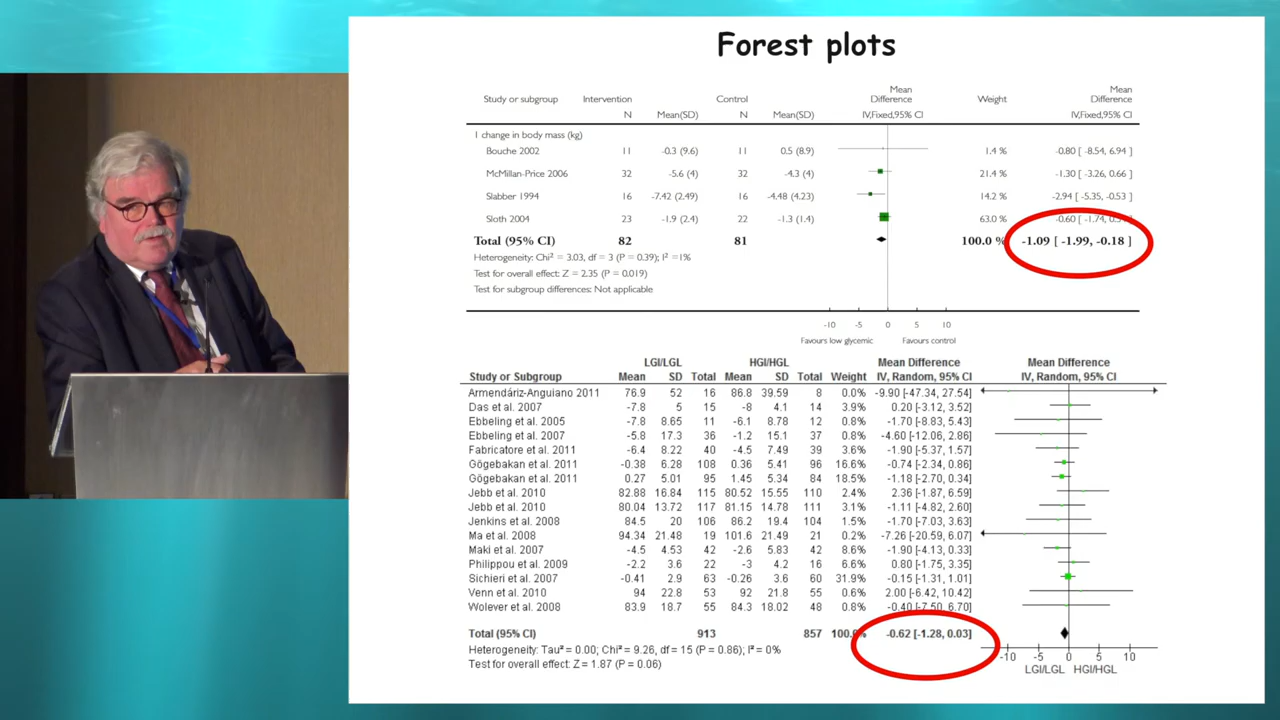 Forest plots
Study or subgroup Intervention Control Mean Difference Weight Mean Difference
N Mean(SD) N Mean(SD) IV,Fixed,95% CI IV,Fixed,95% CI
1 change in body mass (kg)
Bouche 2002 11 -0.3 (9.6) 11 0.5 (8.9) 1.4 % -0.80 [ -8.54, 6.94 ]
McMillan-Price 2006 32 -5.6 (4) 32 -4.3 (4) 21.4 % -1.30 [ -3.26, 0.66 ]
Slabber 1994 16 -7.42 (2.49) 16 -4.48 (4.23) 14.2 % -2.94 [ -5.35, -0.53 ]
Sloth 2004 23 -1.9 (2.4) 22 -1.3 (1.4) 63.0 % -0.60 [ -1.74,
Total (95% CI) 82 81 100.0 % -1.09 [ -1.99, -0.18 ]
Heterogeneity: Chi² = 3.03, df = 3 (P = 0.39); I² =1%
Test for overall effect: Z = 2.35 (P = 0.019)
Test for subgroup differences: Not applicable
-10 -5 0 5 10
Favours low glycemic Favours control
LGI/LGL HGI/HGL Mean Difference Mean Difference
Study or Subgroup Mean SD Total Mean SD Total Weight IV, Random, 95% CI IV, Random, 95% CI
Armendáriz-Anguiano 2011 76.9 52 16 86.8 39.59 8 0.0% -9.90 [-47.34, 27.54]
Das et al. 2007 -7.8 5 15 -8 4.1 14 3.9% 0.20 [-3.12, 3.52]
Ebbeling et al. 2005 -7.8 8.65 11 -6.1 8.78 12 0.8% -1.70 [-8.83, 5.43]
Ebbeling et al. 2007 -5.8 17.3 36 -1.2 15.1 37 0.8% -4.60 [-12.06, 2.86]
Fabricatore et al. 2011 -6.4 8.22 40 -4.5 7.49 39 3.6% -1.90 [-5.37, 1.57]
Gögebakan et al. 2011 -0.38 6.28 108 0.36 5.41 96 16.6% -0.74 [-2.34, 0.86]
Gögebakan et al. 2011 0.27 5.01 95 1.45 5.34 84 18.5% -1.18 [-2.70, 0.34]
Jebb et al. 2010 82.88 16.84 115 80.52 15.55 110 2.4% 2.36 [-1.87, 6.59]
Jebb et al. 2010 80.04 13.72 117 81.15 14.78 111 3.1% -1.11 [-4.82, 2.60]
Jenkins et al. 2008 84.5 20 106 86.2 19.4 104 1.5% -1.70 [-7.03, 3.63]
Ma et al. 2008 94.34 21.48 19 101.6 21.49 21 0.2% -7.26 [-20.59, 6.07]
Maki et al. 2007 -4.5 4.53 42 -2.6 5.83 42 8.6% -1.90 [-4.13, 0.33]
Philippou et al. 2009 -2.2 3.6 22 -3 4.2 16 6.6% 0.80 [-1.75, 3.35]
Sichieri et al. 2007 -0.41 2.9 63 -0.26 3.6 60 31.9% -0.15 [-1.31, 1.01]
Venn et al. 2010 94 22.8 53 92 21.8 55 0.6% 2.00 [-6.42, 10.42]
Wolever et al. 2008 83.9 18.7 55 84.3 18.02 48 0.8% -0.40 [-7.50, 6.70]
Total (95% CI) 913 857 100.0% -0.62 [-1.28, 0.03]
Heterogeneity: Tau² = 0.00; Chi² = 9.26, df = 15 (P = 0.86); I² = 0%
Test for overall effect: Z = 1.87 (P = 0.06)
-10 -5 0 5 10
LGI/LGL HGI/HGL